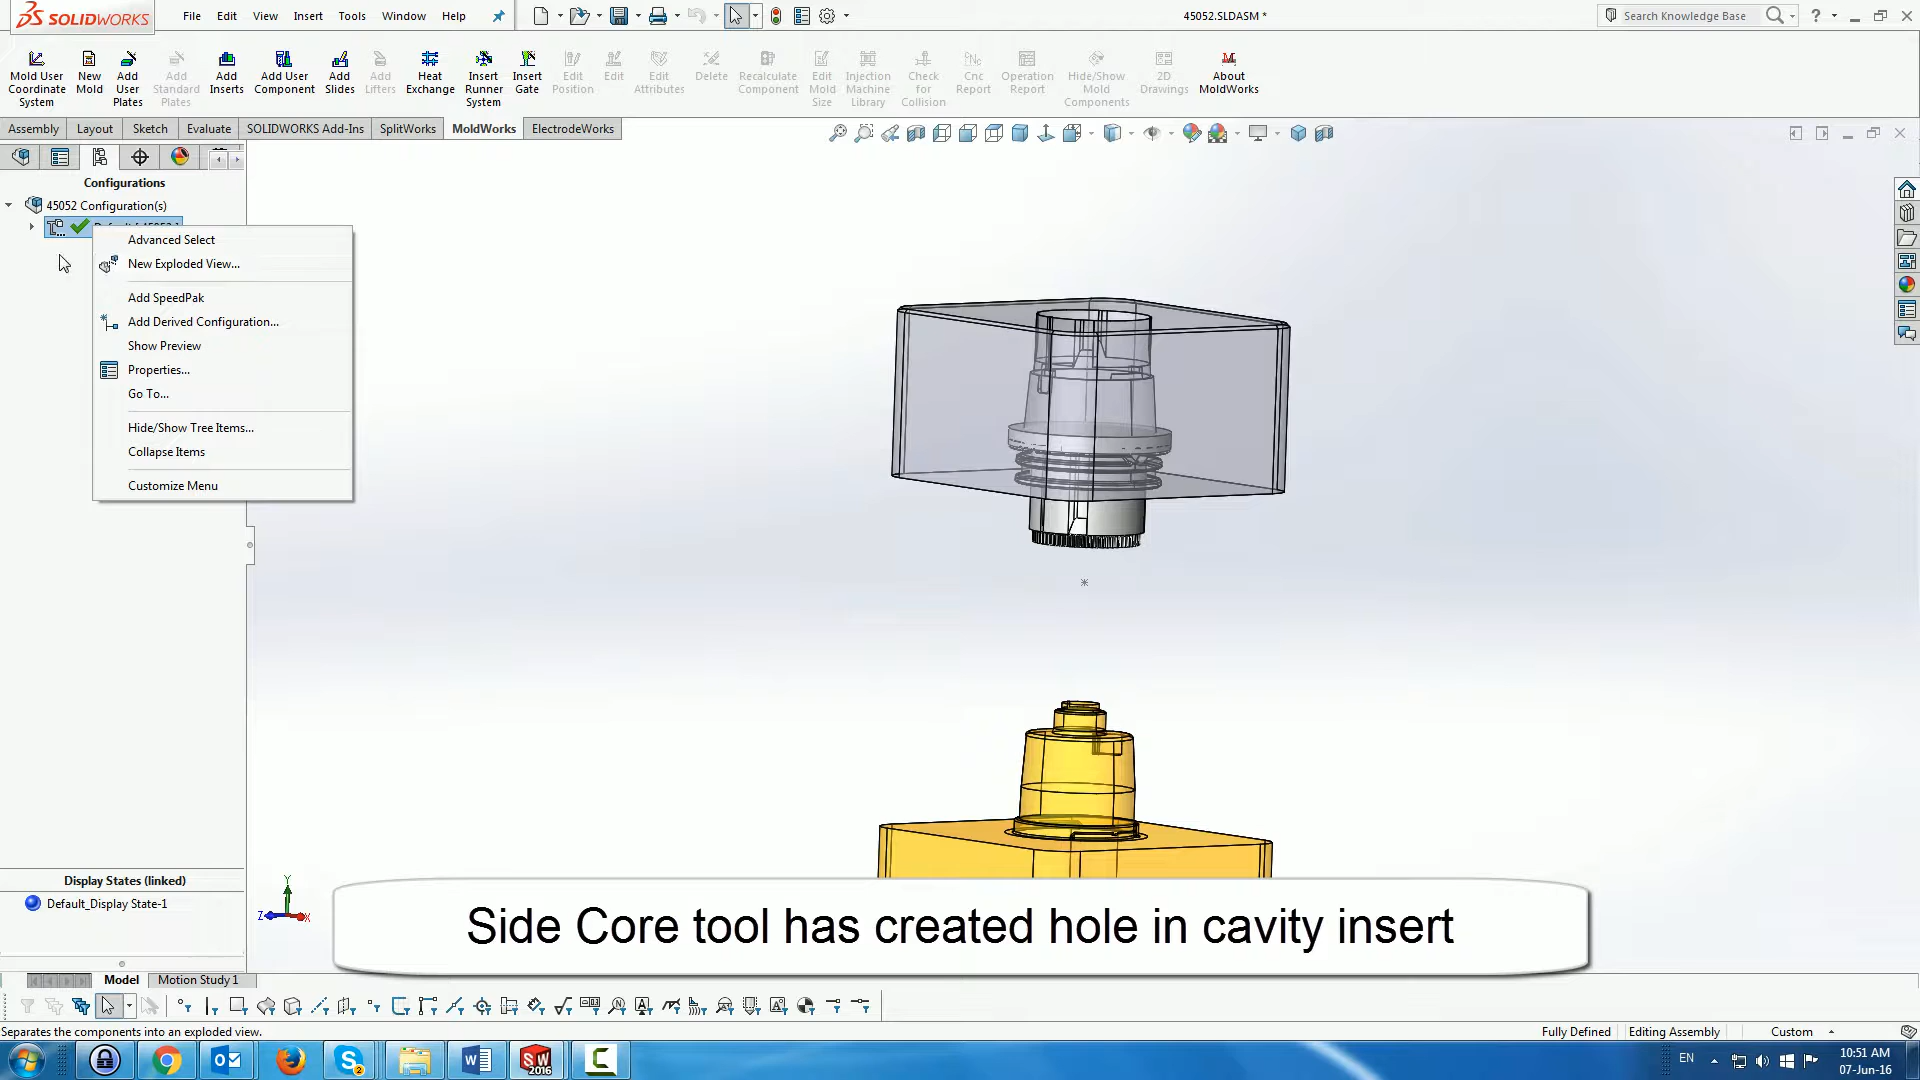 SOLIDWORKS File Edit View Insert Tools Window Help 45052.SLDASM * Search Knowledge Base
Mold User Coordinate System
New Mold
Add User Plates
Add Standard Plates
Add Inserts
Add User Component
Add Slides
Add Lifters
Heat Exchange
Insert Runner System
Insert Gate
Edit Position
Edit
Edit Attributes
Delete
Recalculate Component
Edit Mold Size
Injection Machine Library
Check for Collision
Cnc Report
Operation Report
Hide/Show Mold Components
2D Drawings
About MoldWorks
Assembly Layout Sketch Evaluate SOLIDWORKS Add-Ins SplitWorks MoldWorks ElectrodeWorks
Configurations
45052 Configuration(s)
Advanced Select
New Exploded View...
Add SpeedPak
Add Derived Configuration...
Show Preview
Properties...
Go To...
Hide/Show Tree Items...
Collapse Items
Customize Menu
Display States (linked)
Default_Display State-1
Y
Z X
Side Core tool has created hole in cavity insert
Model Motion Study 1
Separates the components into an exploded view. Fully Defined Editing Assembly Custom
EN 10:51 AM
07-Jun-16
SW 2016
2